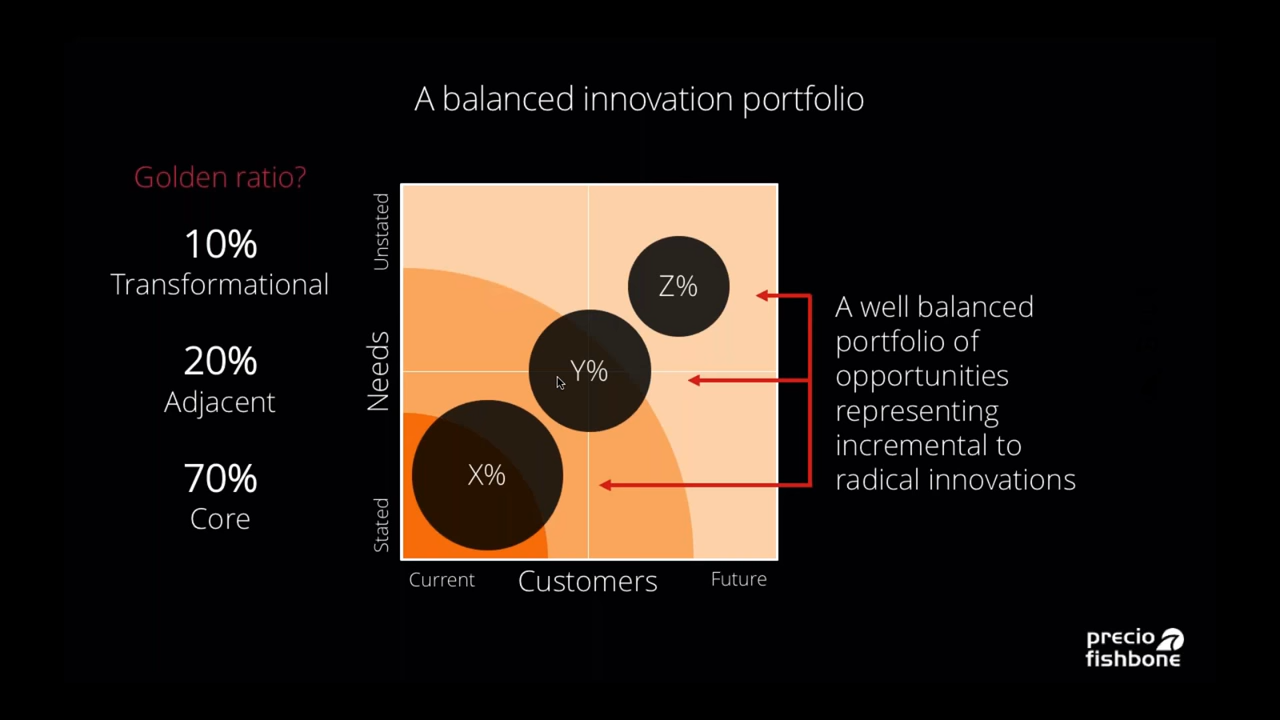 A balanced innovation portfolio
Golden ratio?
10%
Transformational
20%
Adjacent
70%
Core
Unstated
Needs
Stated
Z%
Y%
X%
Current
Customers
Future
A well balanced
portfolio of
opportunities
representing
incremental to
radical innovations
precio
fishbone